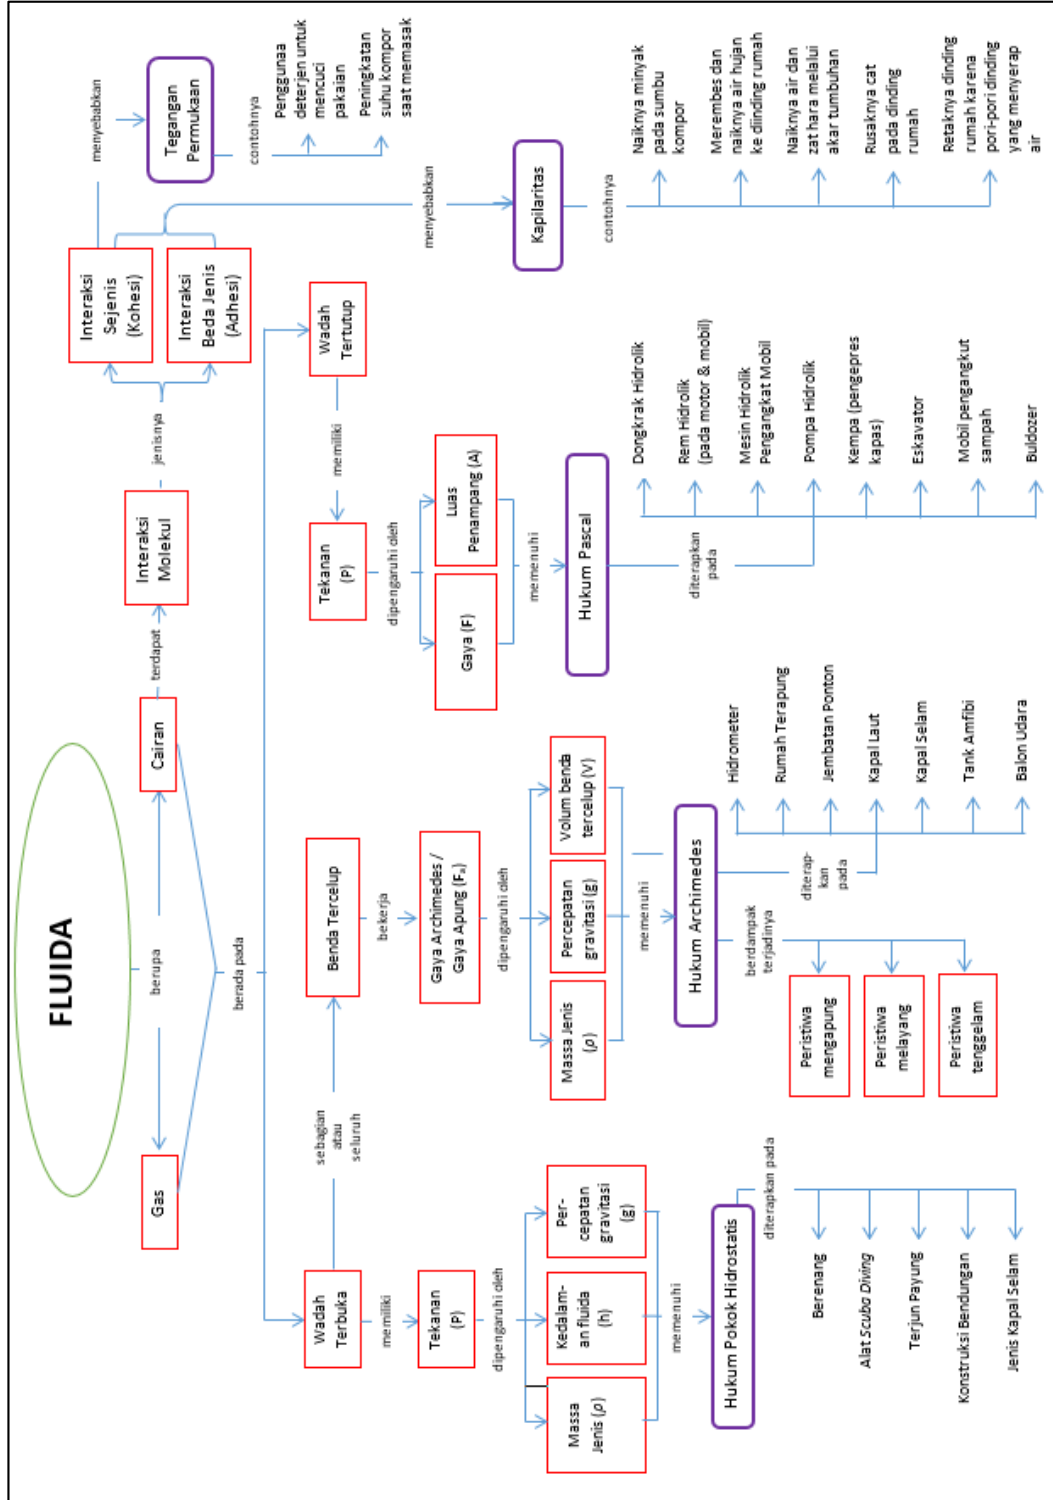 FLUIDA
berupa
Gas
Cairan
terdapat
Interaksi
Molekul
jenisnya
Interaksi
Sejenis
(Kohesi)
Interaksi
Beda Jenis
(Adhesi)
menyebabkan
Tegangan
Permukaan
contohnya
Penggunaa
deterjen untuk
mencuci
pakaian
Peningkatan
suhu kompor
saat memasak
menyebabkan
Kapilaritas
contohnya
Naiknya minyak
pada sumbu
kompor
Merembes dan
naiknya air hujan
ke diinding rumah
Naiknya air dan
zat hara melalui
akar tumbuhan
Rusaknya cat
pada dinding
rumah
Retaknya dinding
rumah karena
pori-pori dinding
yang menyerap
air
berada pada
Wadah
Terbuka
sebagian
atau
seluruh
Benda Tercelup
Wadah
Tertutup
memiliki
Tekanan
(P)
dipengaruhi oleh
Massa
Jenis (ρ)
Kedalam-
an fluida
(h)
Per-
cepatan
gravitasi
(g)
memenuhi
Hukum Pokok Hidrostatis
diterapkan pada
Berenang
Alat Scuba Diving
Terjun Payung
Konstruksi Bendungan
Jenis Kapal Selam
bekerja
Gaya Archimedes /
Gaya Apung (Fa)
dipengaruhi oleh
Massa Jenis
(ρ)
Percepatan
gravitasi (g)
Volum benda
tercelup (V)
memenuhi
Hukum Archimedes
berdampak
terjadinya
Peristiwa
mengapung
Peristiwa
melayang
Peristiwa
tenggelam
diterap-
kan pada
Hidrometer
Rumah Terapung
Jembatan Ponton
Kapal Laut
Kapal Selam
Tank Amfibi
Balon Udara
memiliki
Tekanan
(P)
dipengaruhi oleh
Gaya (F)
Luas
Penampang (A)
memenuhi
Hukum Pascal
diterapkan
pada
Dongkrak Hidrolik
Rem Hidrolik
(pada motor & mobil)
Mesin Hidrolik
Pengangkat Mobil
Pompa Hidrolik
Kempa (pengepres
kapas)
Eskavator
Mobil pengangkut
sampah
Buldozer